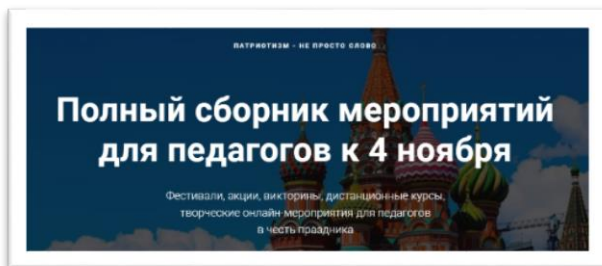 ПАТРИОТИЗМ - НЕ ПРОСТО СЛОВО
Полный сборник мероприятий
для педагогов к 4 ноября
Фестивали, акции, викторины, дистанционные курсы,
творческие онлайн-мероприятия для педагогов
в честь праздника